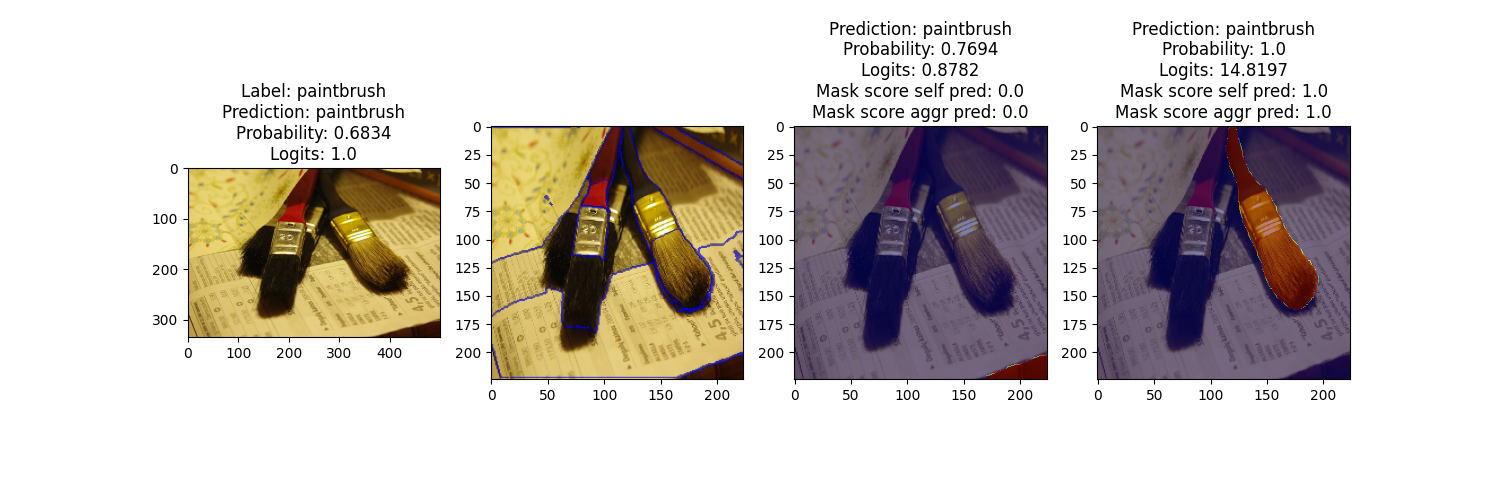 Label: paintbrush
Prediction: paintbrush
Probability: 0.6834
Logits: 1.0
0
100
200
300
0 100 200 300 400
0
25
50
75
100
125
150
175
200
0 50 100 150 200
Prediction: paintbrush
Probability: 0.7694
Logits: 0.8782
Mask score self pred: 0.0
Mask score aggr pred: 0.0
0
25
50
75
100
125
150
175
200
0 50 100 150 200
Prediction: paintbrush
Probability: 1.0
Logits: 14.8197
Mask score self pred: 1.0
Mask score aggr pred: 1.0
0
25
50
75
100
125
150
175
200
0 50 100 150 200